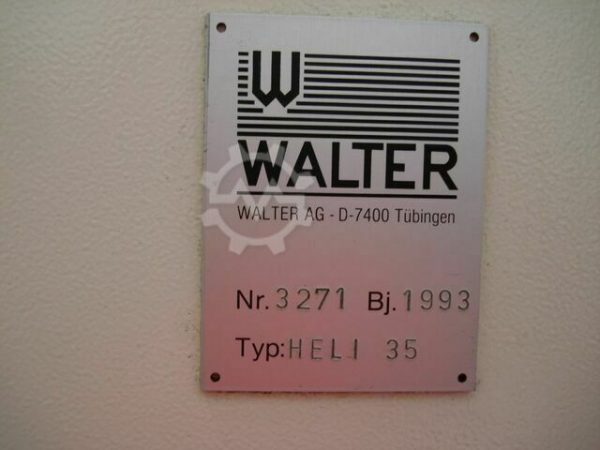 W
WALTER
WALTER AG - D-7400 Tübingen
Nr. 3271 Bj. 1993
Typ: HELI 35